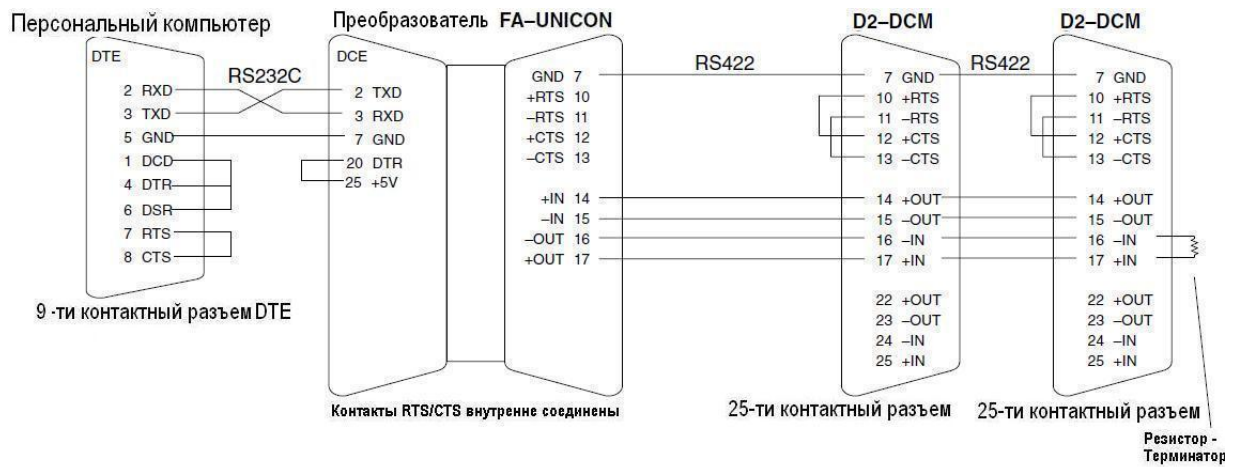 Персональный компьютер
Преобразователь FA–UNICON
D2–DCM
D2–DCM
DTE
RS232C
2 RXD
3 TXD
5 GND
1 DCD
4 DTR
6 DSR
7 RTS
8 CTS
9 -ти контактный разъем DTE
DCE
2 TXD
3 RXD
7 GND
20 DTR
25 +5V
GND 7
+RTS 10
–RTS 11
+CTS 12
–CTS 13
+IN 14
–IN 15
–OUT 16
+OUT 17
Контакты RTS/CTS внутренне соединены
RS422
7 GND
10 +RTS
11 –RTS
12 +CTS
13 –CTS
14 +OUT
15 –OUT
16 –IN
17 +IN
22 +OUT
23 –OUT
24 –IN
25 +IN
25-ти контактный разъем
RS422
7 GND
10 +RTS
11 –RTS
12 +CTS
13 –CTS
14 +OUT
15 –OUT
16 –IN
17 +IN
22 +OUT
23 –OUT
24 –IN
25 +IN
25-ти контактный разъем
Резистор -
Терминатор